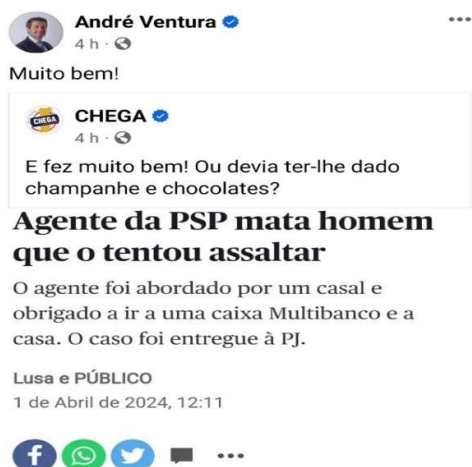 André Ventura
4 h ·
Muito bem!
CHEGA
CHEGA
4 h ·
E fez muito bem! Ou devia ter-lhe dado
champanhe e chocolates?
Agente da PSP mata homem
que o tentou assaltar
O agente foi abordado por um casal e
obrigado a ir a uma caixa Multibanco e a
casa. O caso foi entregue à PJ.
Lusa e PÚBLICO
1 de Abril de 2024, 12:11